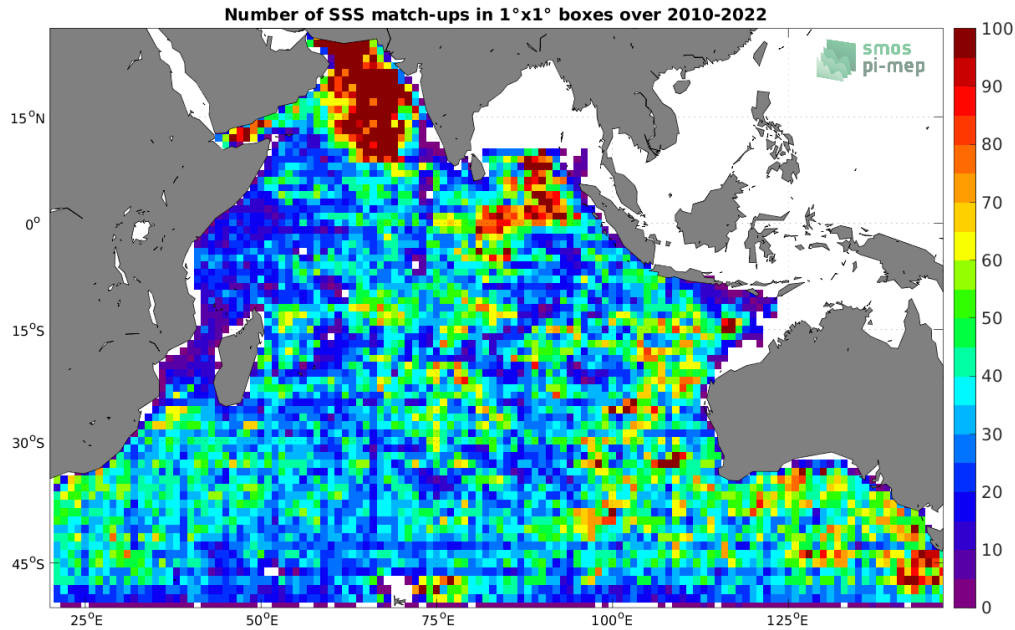 Number of SSS match-ups in 1°x1° boxes over 2010-2022
smos
pi-mep
100
90
80
70
60
50
40
30
20
10
0
15°N
0°
15°S
30°S
45°S
25°E
50°E
75°E
100°E
125°E